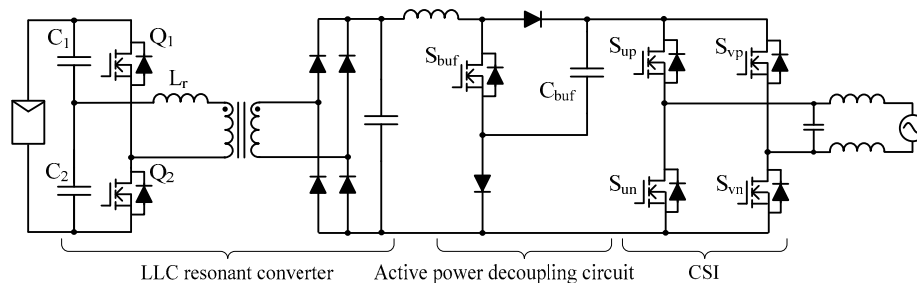 C1 Q1
Lr
C2 Q2
Sbuf
Cbuf
Sup Svp
Sun Svn
LLC resonant converter Active power decoupling circuit CSI